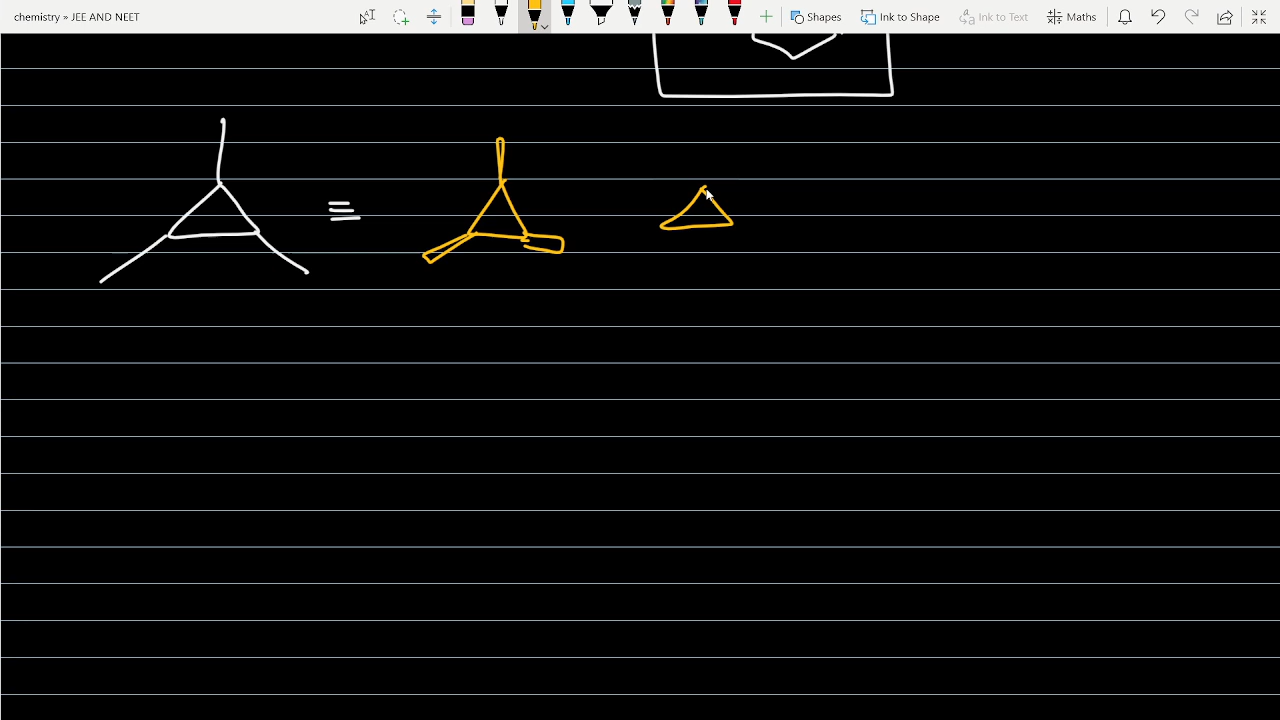 chemistry » JEE AND NEET
Shapes
Ink to Shape
Ink to Text
Maths